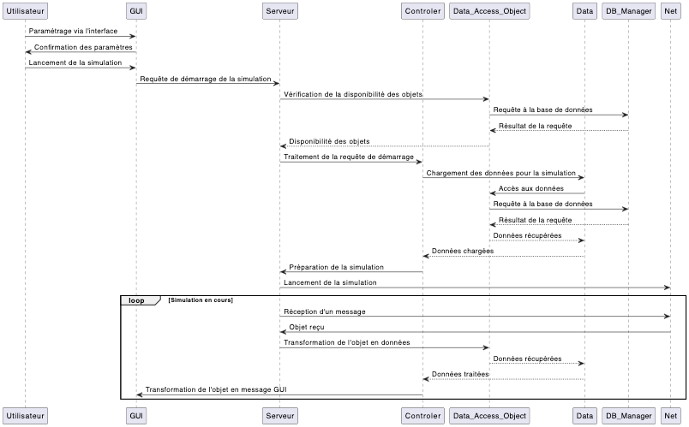 Utilisateur GUI Serveur Controler Data_Access_Object Data DB_Manager Net
Paramétrage via l'interface
Confirmation des paramètres
Lancement de la simulation
Requête de démarrage de la simulation
Vérification de la disponibilité des objets
Requête à la base de données
Résultat de la requête
Disponibilité des objets
Traitement de la requête de démarrage
Chargement des données pour la simulation
Accès aux données
Requête à la base de données
Résultat de la requête
Données récupérées
Données chargées
Préparation de la simulation
Lancement de la simulation
loop [Simulation en cours]
Réception d'un message
Objet reçu
Transformation de l'objet en données
Données récupérées
Données traitées
Transformation de l'objet en message GUI
Utilisateur GUI Serveur Controler Data_Access_Object Data DB_Manager Net